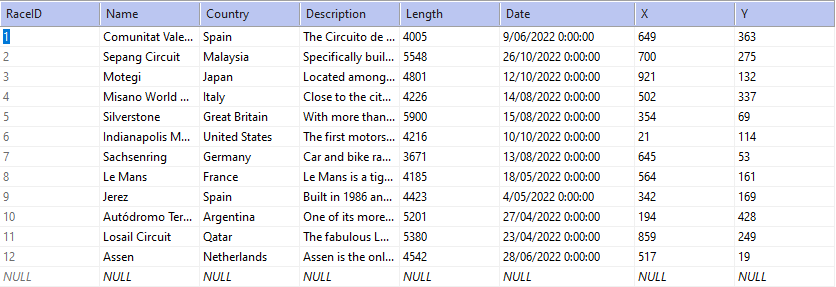 RaceID Name Country Description Length Date X Y
1 Comunitat Vale... Spain The Circuito de ... 4005 9/06/2022 0:00:00 649 363
2 Sepang Circuit Malaysia Specifically buil... 5548 26/10/2022 0:00:00 700 275
3 Motegi Japan Located among... 4801 12/10/2022 0:00:00 921 132
4 Misano World ... Italy Close to the cit... 4226 14/08/2022 0:00:00 502 337
5 Silverstone Great Britain With more than... 5900 15/08/2022 0:00:00 354 69
6 Indianapolis M... United States The first motors... 4216 10/10/2022 0:00:00 21 114
7 Sachsenring Germany Car and bike ra... 3671 13/08/2022 0:00:00 645 53
8 Le Mans France Le Mans is a tig... 4185 18/05/2022 0:00:00 564 161
9 Jerez Spain Built in 1986 an... 4423 4/05/2022 0:00:00 342 169
10 Autódromo Ter... Argentina One of its more... 5201 27/04/2022 0:00:00 194 428
11 Losail Circuit Qatar The fabulous L... 5380 23/04/2022 0:00:00 859 249
12 Assen Netherlands Assen is the onl... 4542 28/06/2022 0:00:00 517 19
NULL NULL NULL NULL NULL NULL NULL NULL